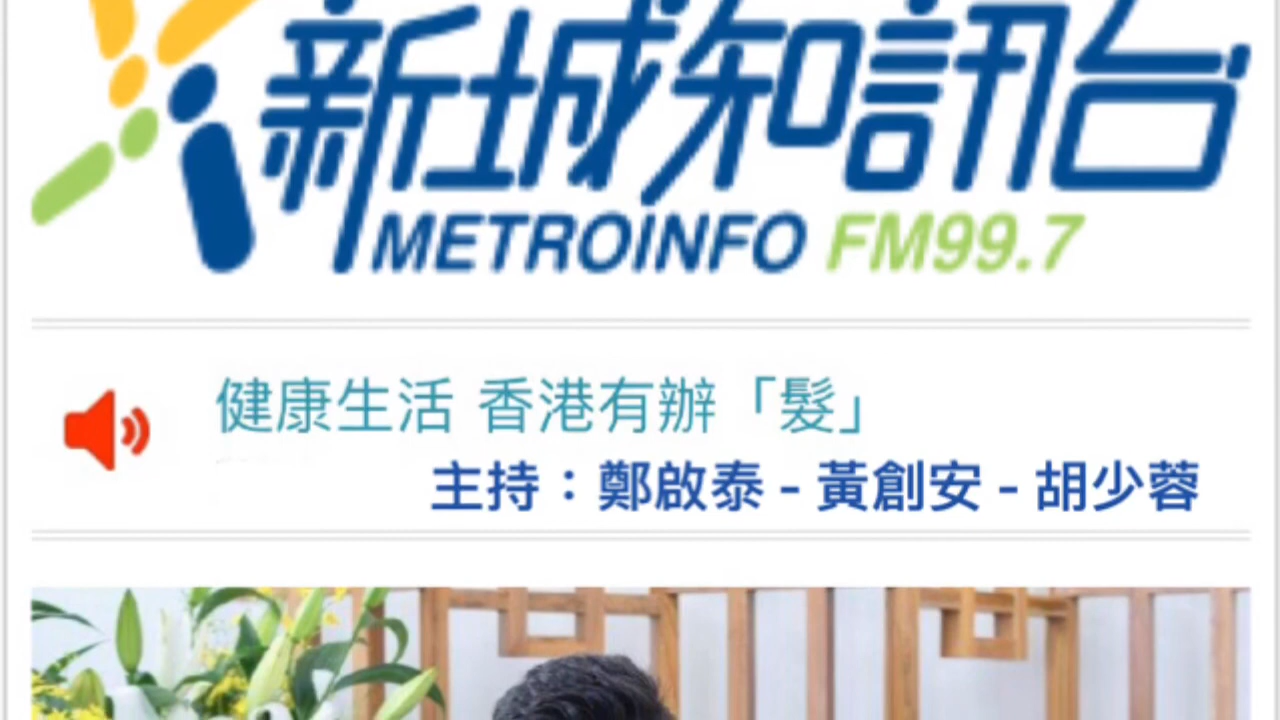 新城知訊台
METROINFO FM99.7
健康生活 香港有辦「髮」
主持：鄭啟泰 - 黃創安 - 胡少蓉